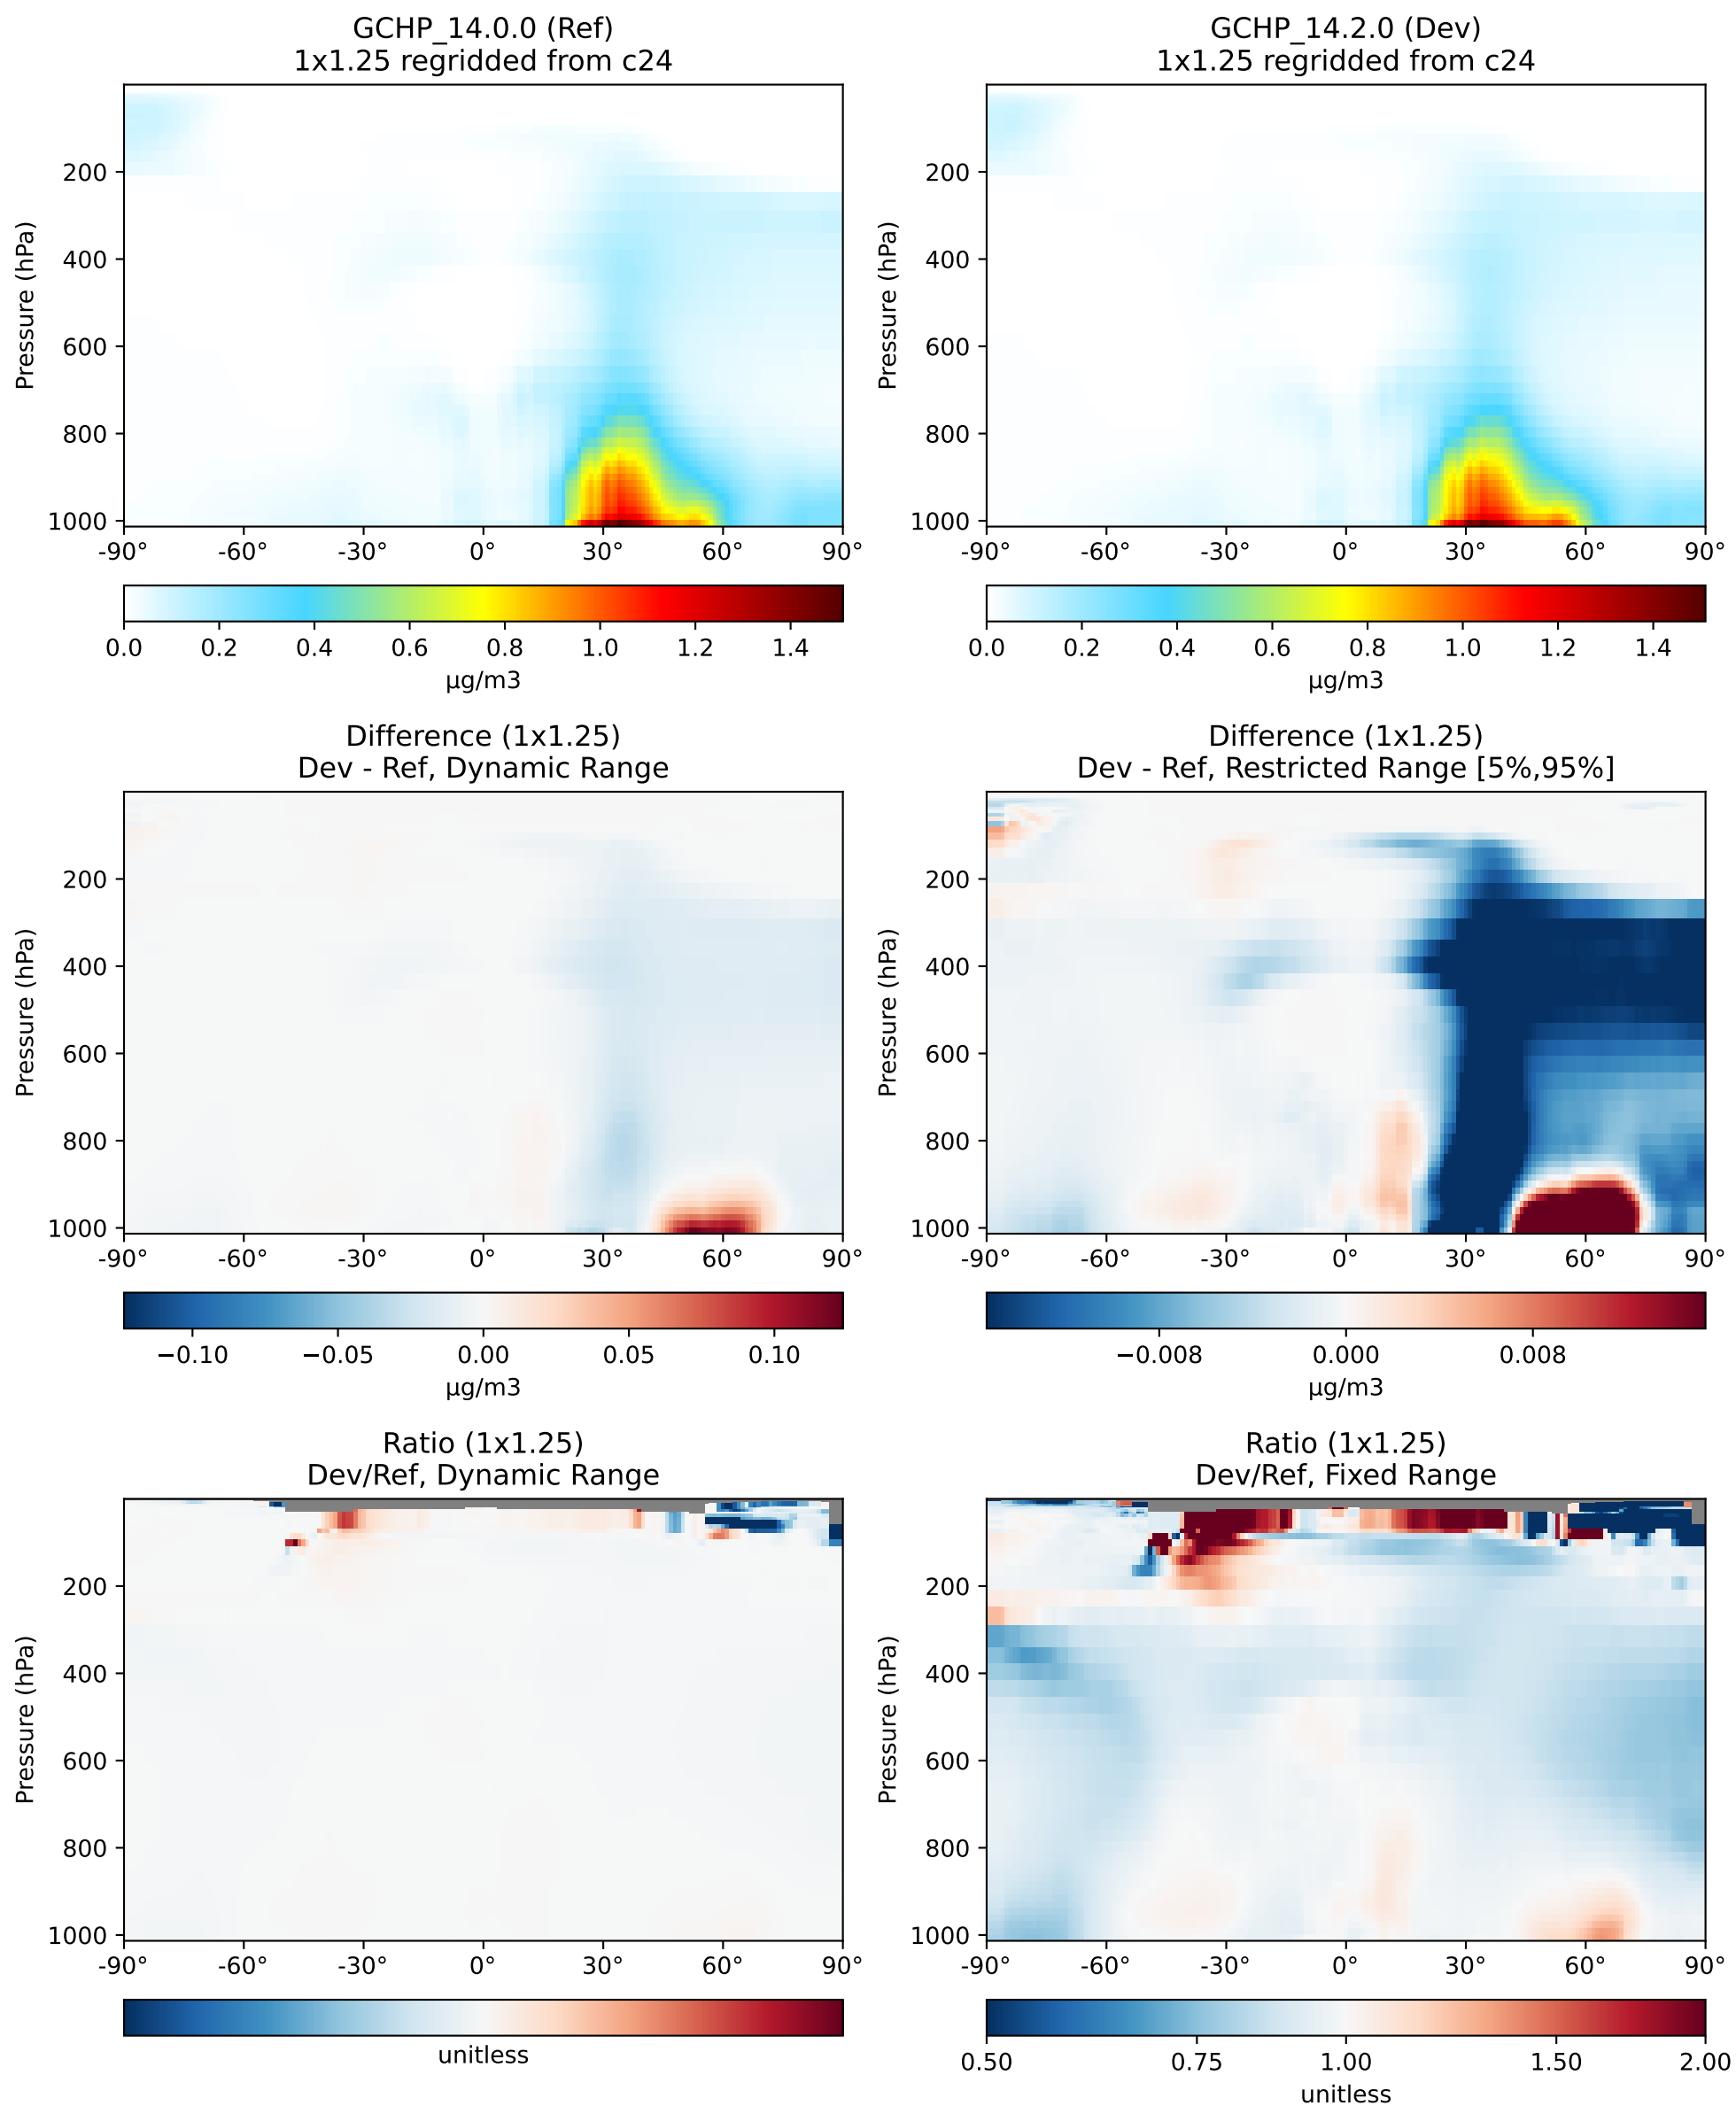 GCHP_14.0.0 (Ref)
1x1.25 regridded from c24
GCHP_14.2.0 (Dev)
1x1.25 regridded from c24
Pressure (hPa)
200
400
600
800
1000
-90° -60° -30° 0° 30° 60° 90°
0.0 0.2 0.4 0.6 0.8 1.0 1.2 1.4
μg/m3
Pressure (hPa)
200
400
600
800
1000
-90° -60° -30° 0° 30° 60° 90°
0.0 0.2 0.4 0.6 0.8 1.0 1.2 1.4
μg/m3
Difference (1x1.25)
Dev - Ref, Dynamic Range
Difference (1x1.25)
Dev - Ref, Restricted Range [5%,95%]
Pressure (hPa)
200
400
600
800
1000
-90° -60° -30° 0° 30° 60° 90°
−0.10 −0.05 0.00 0.05 0.10
μg/m3
Pressure (hPa)
200
400
600
800
1000
-90° -60° -30° 0° 30° 60° 90°
−0.008 0.000 0.008
μg/m3
Ratio (1x1.25)
Dev/Ref, Dynamic Range
Ratio (1x1.25)
Dev/Ref, Fixed Range
Pressure (hPa)
200
400
600
800
1000
-90° -60° -30° 0° 30° 60° 90°
unitless
Pressure (hPa)
200
400
600
800
1000
-90° -60° -30° 0° 30° 60° 90°
0.50 0.75 1.00 1.50 2.00
unitless